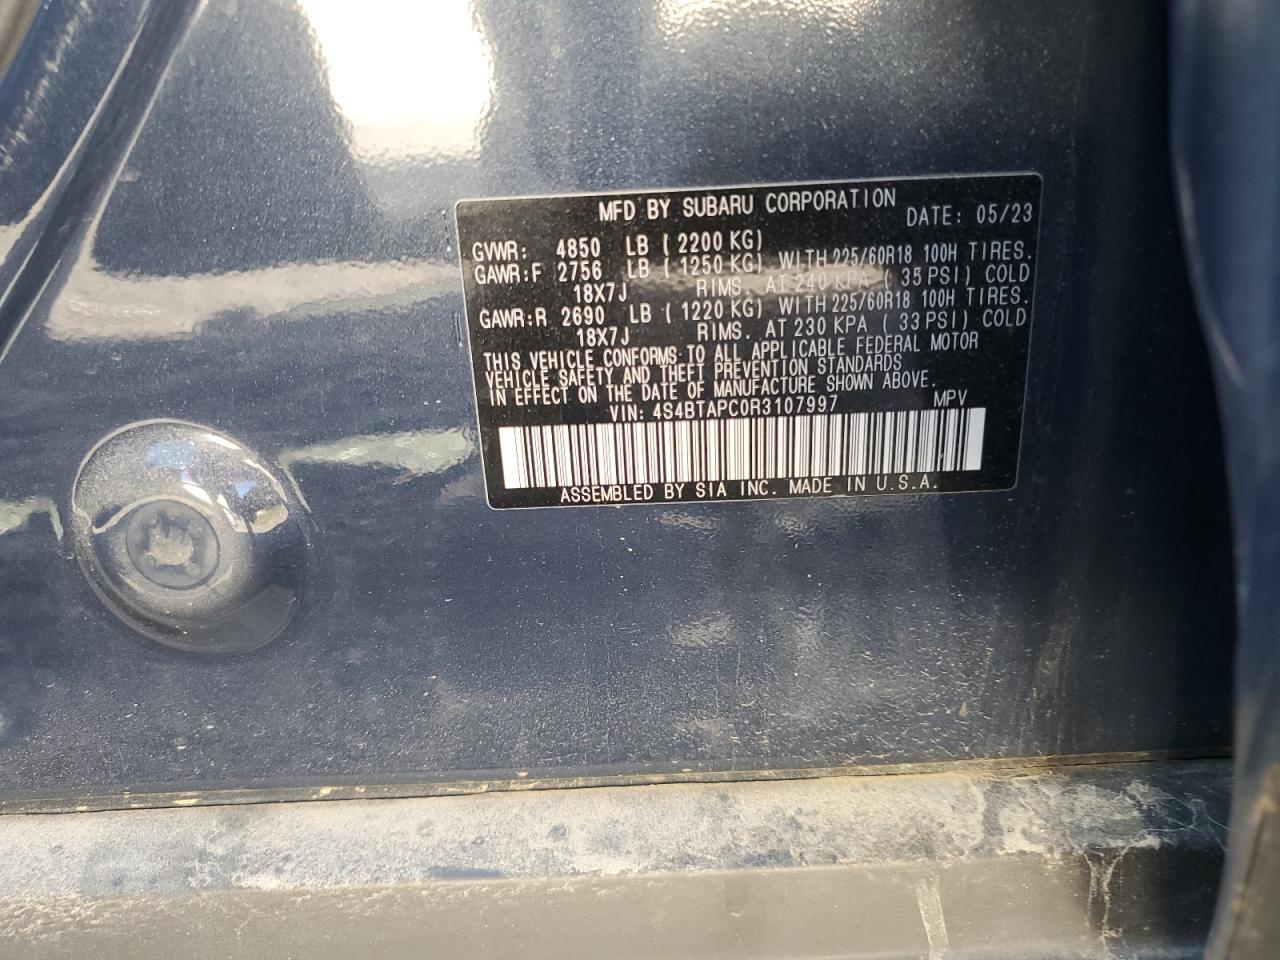 MFD BY SUBARU CORPORATION DATE: 05/23
GVWR: 4850 LB ( 2200 KG)
GAWR:F 2756 LB ( 1250 KG) WITH 225/60R18 100H TIRES.
18X7J RIMS. AT 240 KPA ( 35 PSI) COLD
GAWR:R 2690 LB ( 1220 KG) WITH 225/60R18 100H TIRES.
18X7J RIMS. AT 230 KPA ( 33 PSI) COLD
THIS VEHICLE CONFORMS TO ALL APPLICABLE FEDERAL MOTOR
VEHICLE SAFETY AND THEFT PREVENTION STANDARDS
IN EFFECT ON THE DATE OF MANUFACTURE SHOWN ABOVE.
VIN: 4S4BTAPC0R3107997 MPV
ASSEMBLED BY SIA INC. MADE IN U.S.A.